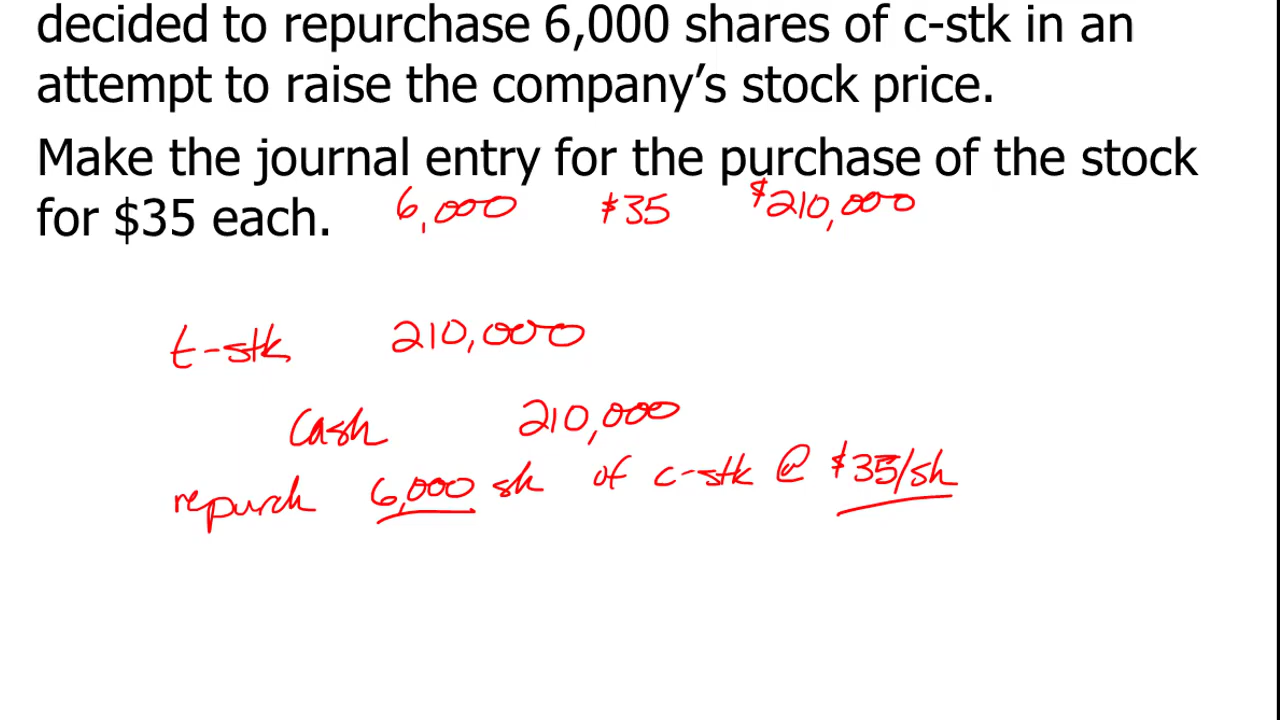 decided to repurchase 6,000 shares of c-stk in an
attempt to raise the company's stock price.
Make the journal entry for the purchase of the stock
for $35 each. 6,000 $35 $210,000
t-stk 210,000
Cash 210,000
repurch 6,000 sh of c-stk @ $35/sh